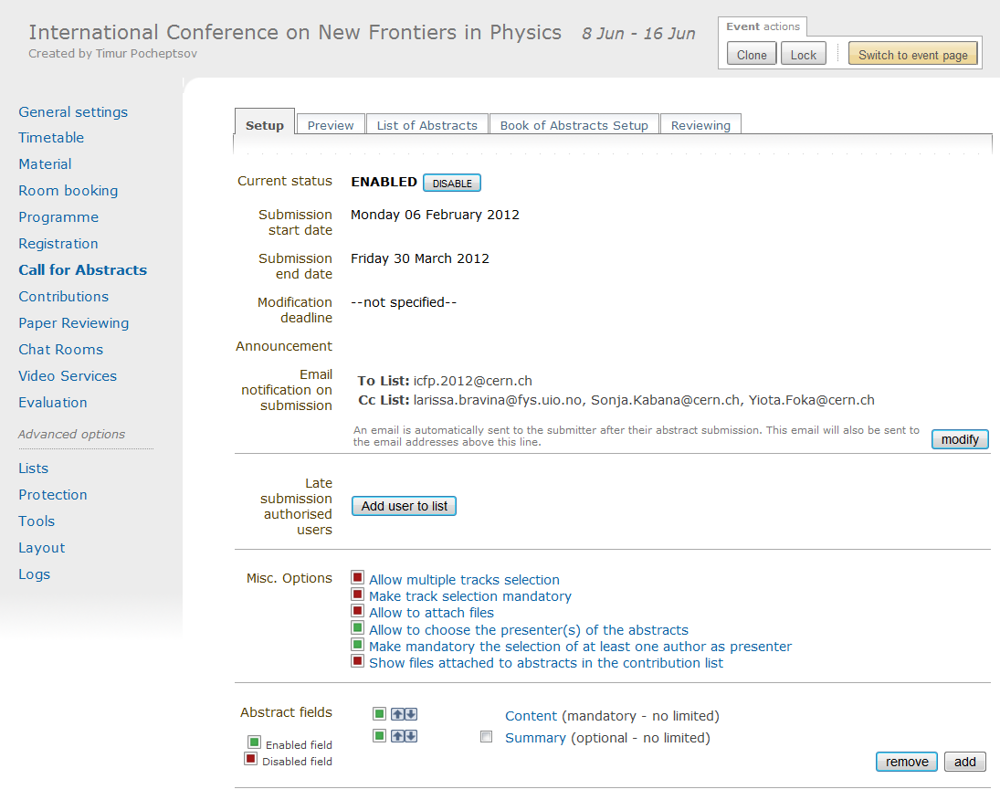 International Conference on New Frontiers in Physics 8 Jun - 16 Jun
Created by Timur Pocheptsov
Event actions
Clone Lock Switch to event page
General settings
Timetable
Material
Room booking
Programme
Registration
Call for Abstracts
Contributions
Paper Reviewing
Chat Rooms
Video Services
Evaluation
Advanced options
Lists
Protection
Tools
Layout
Logs
Setup Preview List of Abstracts Book of Abstracts Setup Reviewing
Current status ENABLED DISABLE
Submission
start date
Monday 06 February 2012
Submission
end date
Friday 30 March 2012
Modification
deadline
--not specified--
Announcement
Email
notification on
submission
To List: icfp.2012@cern.ch
Cc List: larissa.bravina@fys.uio.no, Sonja.Kabana@cern.ch, Yiota.Foka@cern.ch
An email is automatically sent to the submitter after their abstract submission. This email will also be sent to
the email addresses above this line.
modify
Late
submission
authorised
users
Add user to list
Misc. Options
Allow multiple tracks selection
Make track selection mandatory
Allow to attach files
Allow to choose the presenter(s) of the abstracts
Make mandatory the selection of at least one author as presenter
Show files attached to abstracts in the contribution list
Abstract fields
Enabled field
Disabled field
Content (mandatory - no limited)
Summary (optional - no limited)
remove add